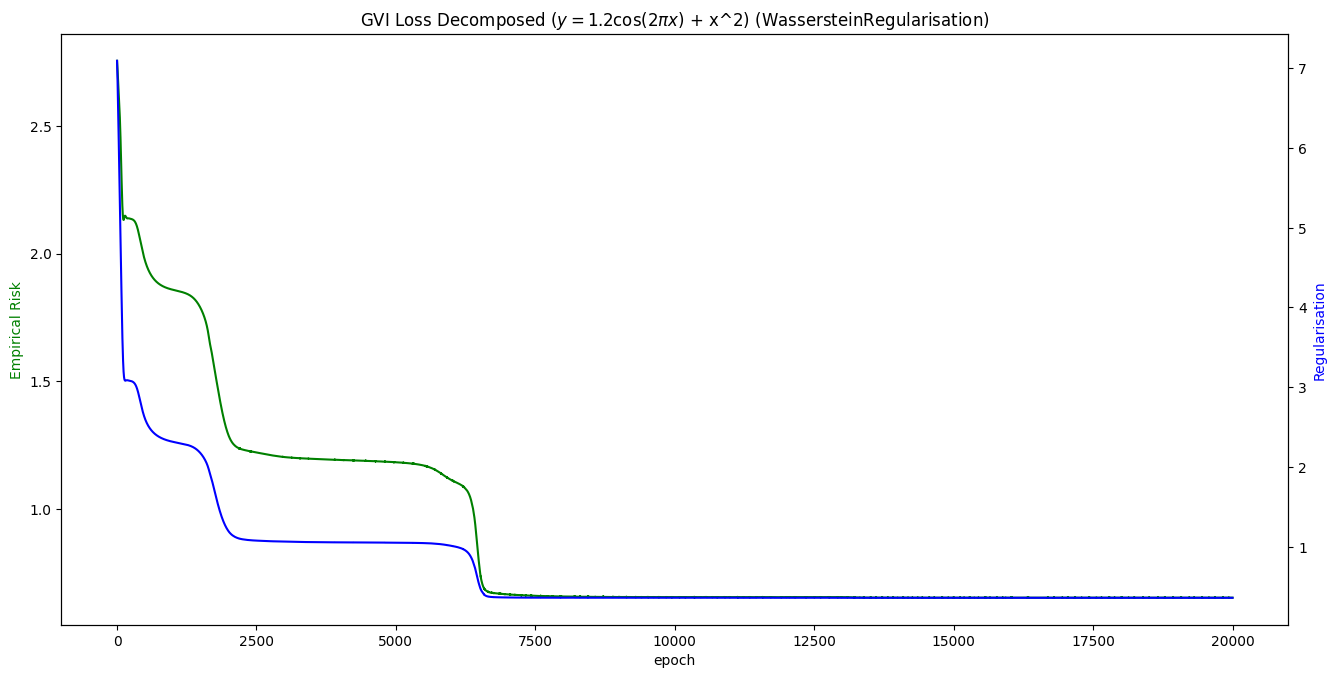 GVI Loss Decomposed (y = 1.2cos(2πx) + x^2) (WassersteinRegularisation)
Empirical Risk
2.5
2.0
1.5
1.0
7
6
5
4
3
2
1
Regularisation
0 2500 5000 7500 10000 12500 15000 17500 20000
epoch